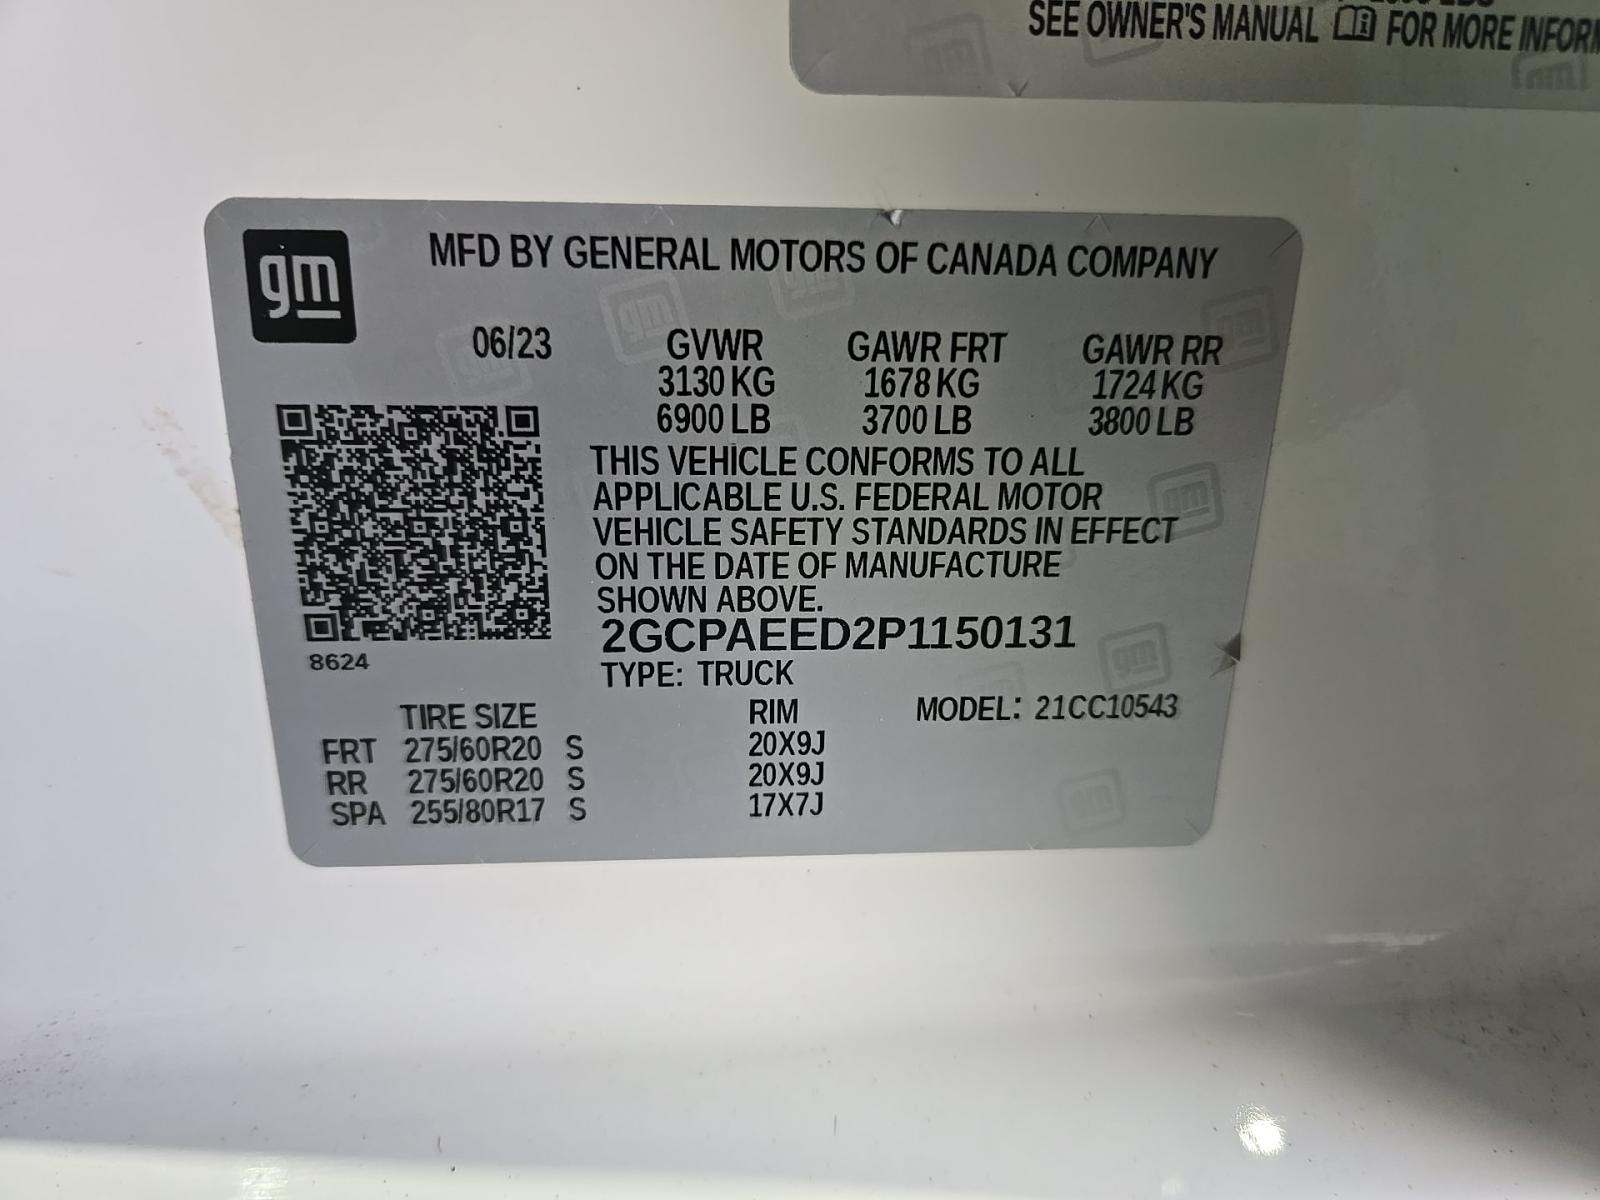 SEE OWNER'S MANUAL FOR MORE
gm
MFD BY GENERAL MOTORS OF CANADA COMPANY
06/23 GVWR GAWR FRT GAWR RR
3130 KG 1678 KG 1724 KG
6900 LB 3700 LB 3800 LB
THIS VEHICLE CONFORMS TO ALL
APPLICABLE U.S. FEDERAL MOTOR
VEHICLE SAFETY STANDARDS IN EFFECT
ON THE DATE OF MANUFACTURE
SHOWN ABOVE.
2GCPAEED2P1150131
8624
TYPE: TRUCK
TIRE SIZE RIM MODEL: 21CC10543
FRT 275/60R20 S 20X9J
RR 275/60R20 S 20X9J
SPA 255/80R17 S 17X7J